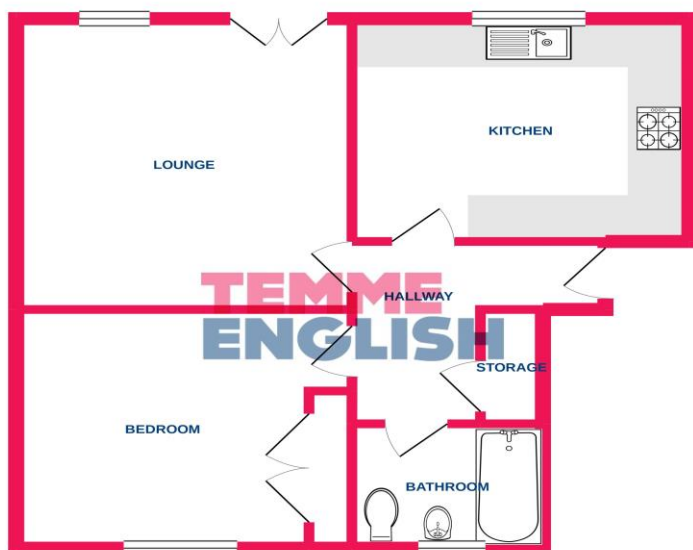 KITCHEN
LOUNGE
TEMME
HALLWAY
ENGLISH
STORAGE
BEDROOM
BATHROOM